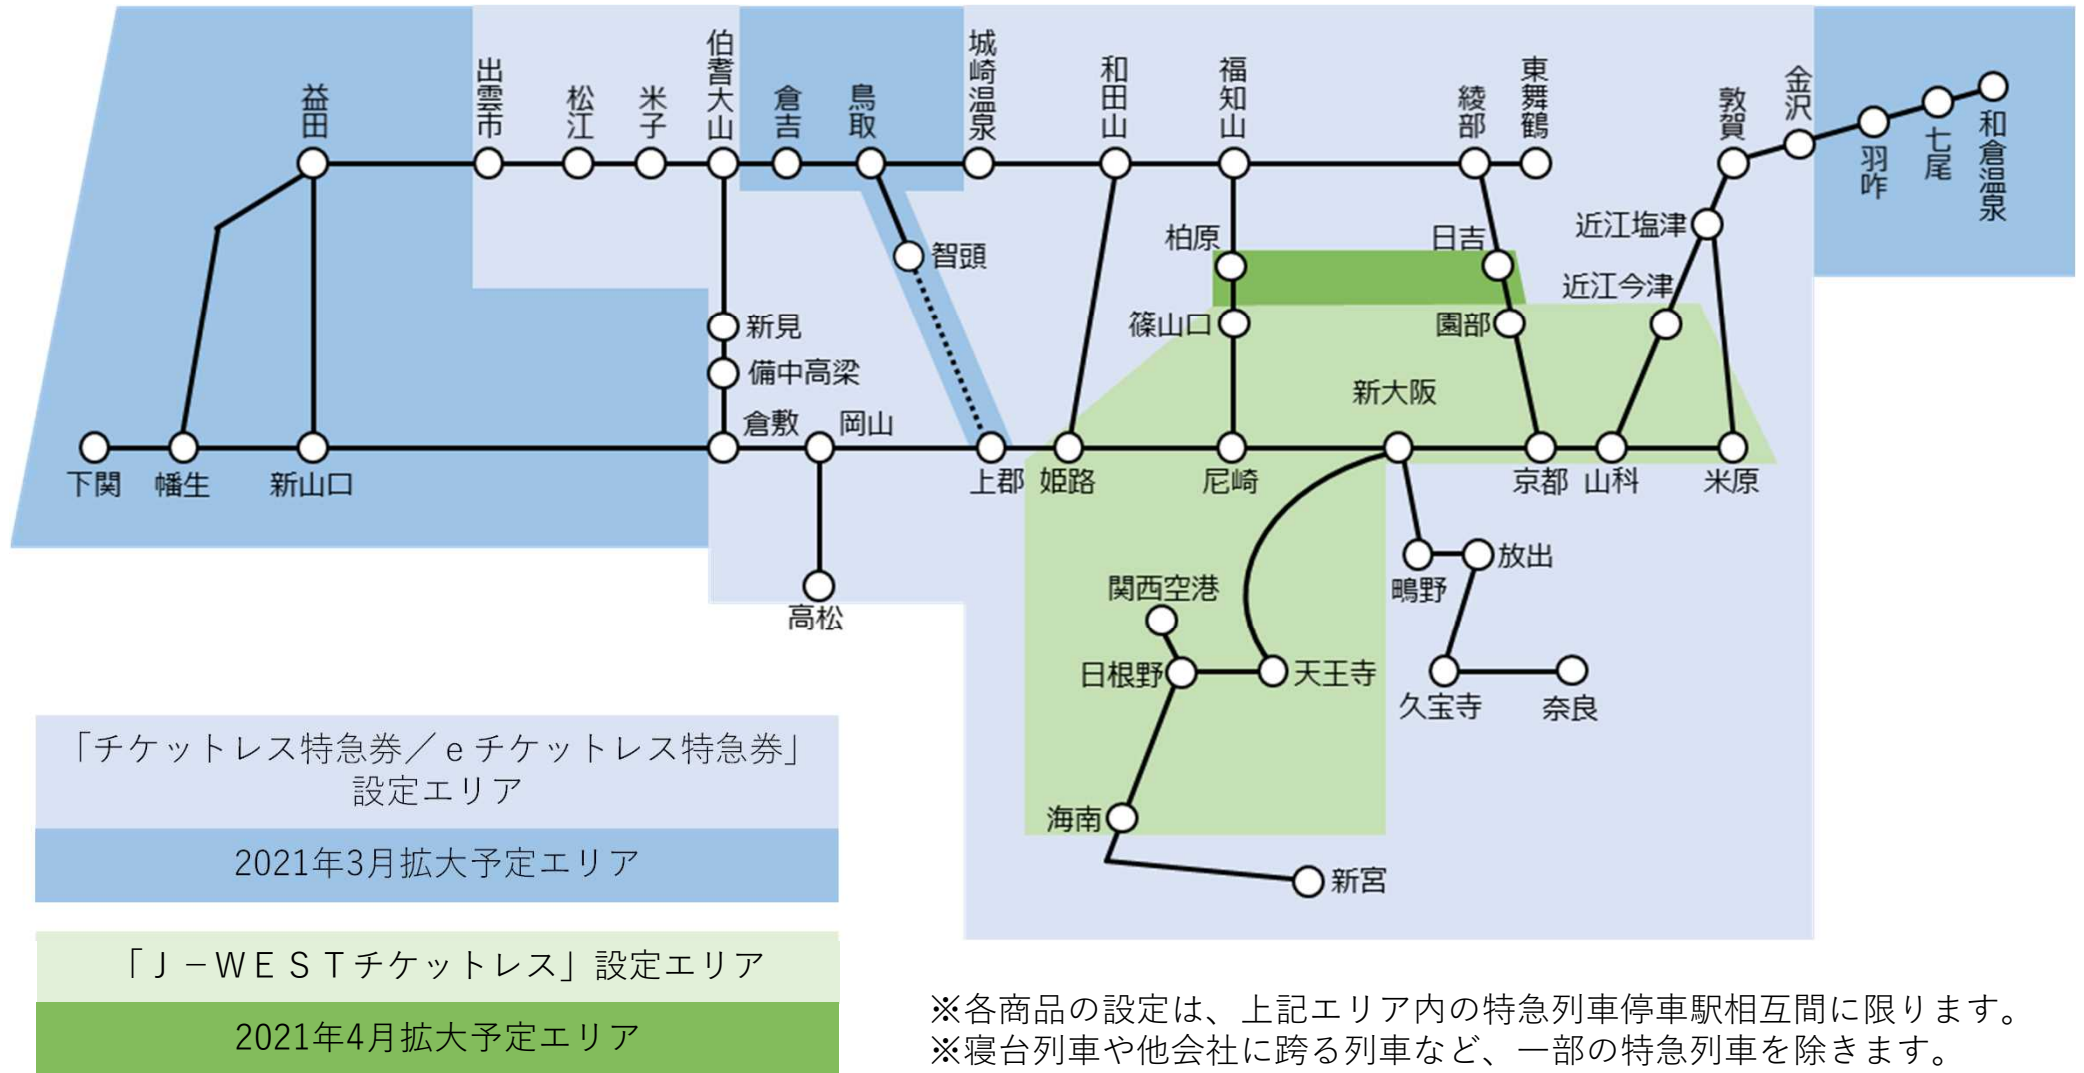 益田
出雲市
松江
米子
伯耆大山
倉吉
鳥取
城崎温泉
和田山
福知山
綾部
東舞鶴
敦賀
金沢
羽咋
七尾
和倉温泉
智頭
柏原
日吉
近江塩津
近江今津
新見
篠山口
園部
備中高梁
新大阪
倉敷
岡山
下関
幡生
新山口
上郡
姫路
尼崎
京都
山科
米原
高松
関西空港
鴫野
放出
日根野
天王寺
久宝寺
奈良
海南
新宮
「チケットレス特急券／eチケットレス特急券」
設定エリア
2021年3月拡大予定エリア
「Ｊ－ＷＥＳＴチケットレス」設定エリア
2021年4月拡大予定エリア
※各商品の設定は、上記エリア内の特急列車停車駅相互間に限ります。
※寝台列車や他会社に跨る列車など、一部の特急列車を除きます。